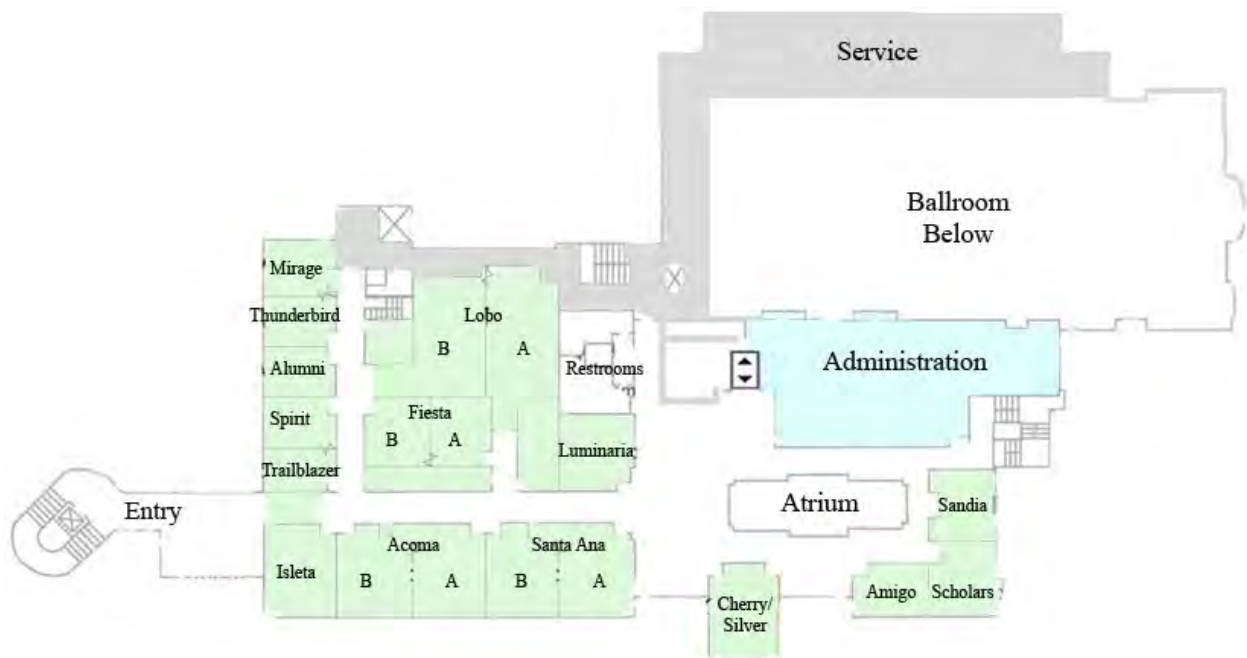 Service
Ballroom
Below
Mirage
Thunderbird
Lobo
B
A
Alumni
Restrooms
Administration
Spirit
Fiesta
B
A
Luminaria
Trailblazer
Entry
Atrium
Sandia
Acoma
Santa Ana
Isleta
B
A
B
A
Amigo
Scholars
Cherry/
Silver